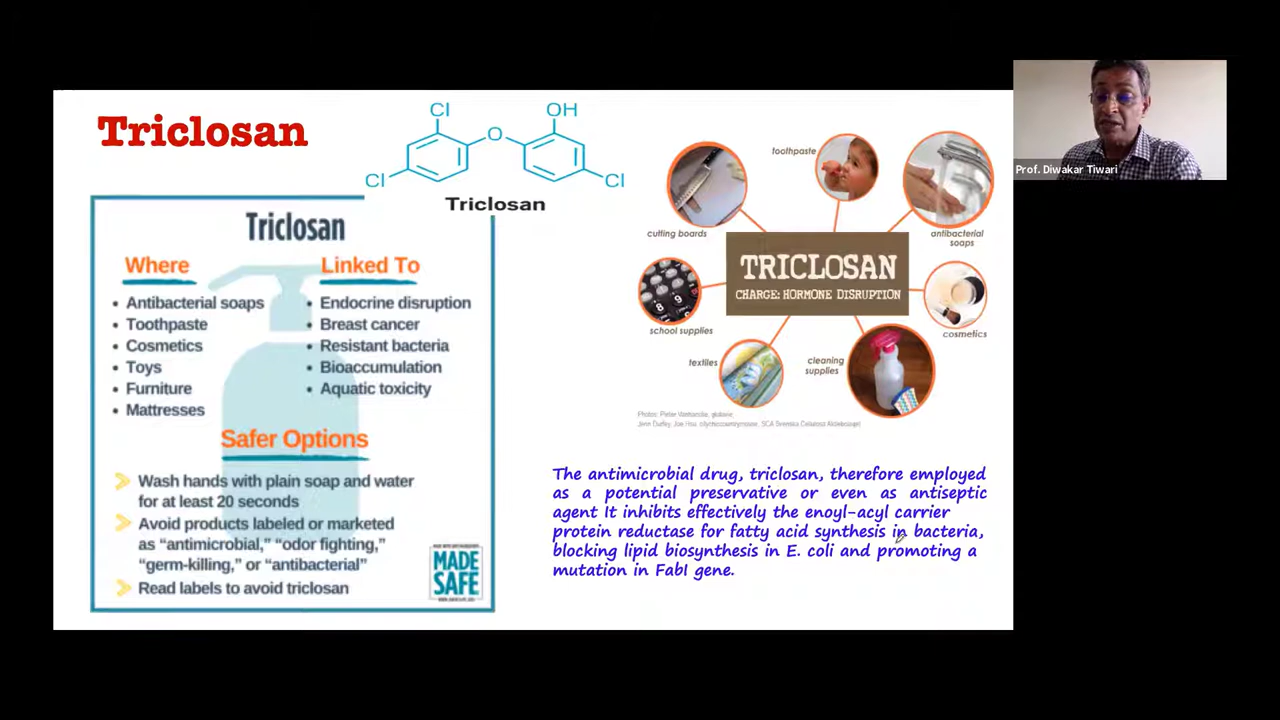 Triclosan
Cl
OH
O
Cl
Cl
Triclosan
Triclosan
Where
Antibacterial soaps
Toothpaste
Cosmetics
Toys
Furniture
Mattresses
Linked To
Endocrine disruption
Breast cancer
Resistant bacteria
Bioaccumulation
Aquatic toxicity
Safer Options
Wash hands with plain soap and water
for at least 20 seconds
Avoid products labeled or marketed
as “antimicrobial,” “odor fighting,”
“germ-killing,” or “antibacterial”
Read labels to avoid triclosan
MADE
SAFE
toothpaste
cutting boards
antibacterial
soaps
TRICLOSAN
CHARGE: HORMONE DISRUPTION
8 9
school supplies
cosmetics
textiles
cleaning
supplies
The antimicrobial drug, triclosan, therefore employed
as a potential preservative or even as antiseptic
agent It inhibits effectively the enoyl-acyl carrier
protein reductase for fatty acid synthesis in bacteria,
blocking lipid biosynthesis in E. coli and promoting a
mutation in FabI gene.
Prof. Diwakar Tiwari